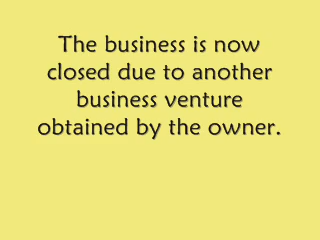 The business is now
closed due to another
business venture
obtained by the owner.